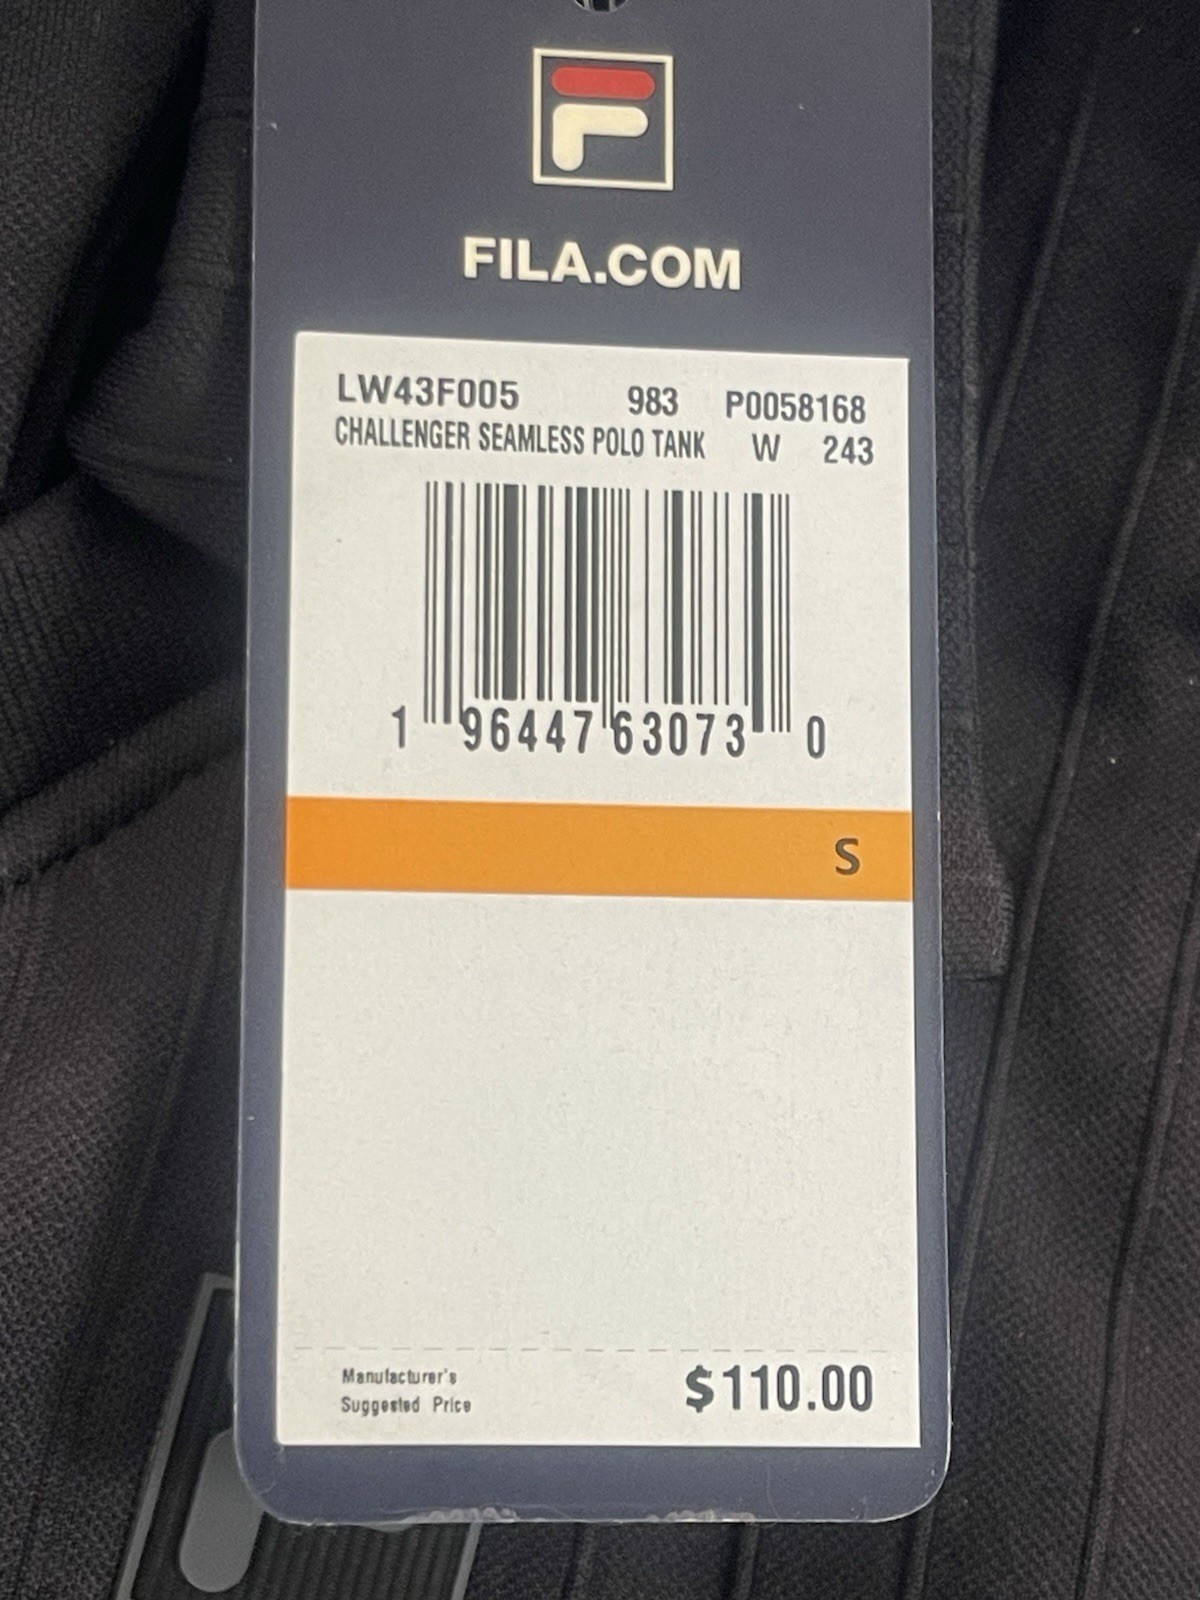 FILA.COM
LW43F005 983 P0058168
CHALLENGER SEAMLESS POLO TANK W 243
1 96447 63073 0
S
Manufacturer's
Suggested Price $110.00